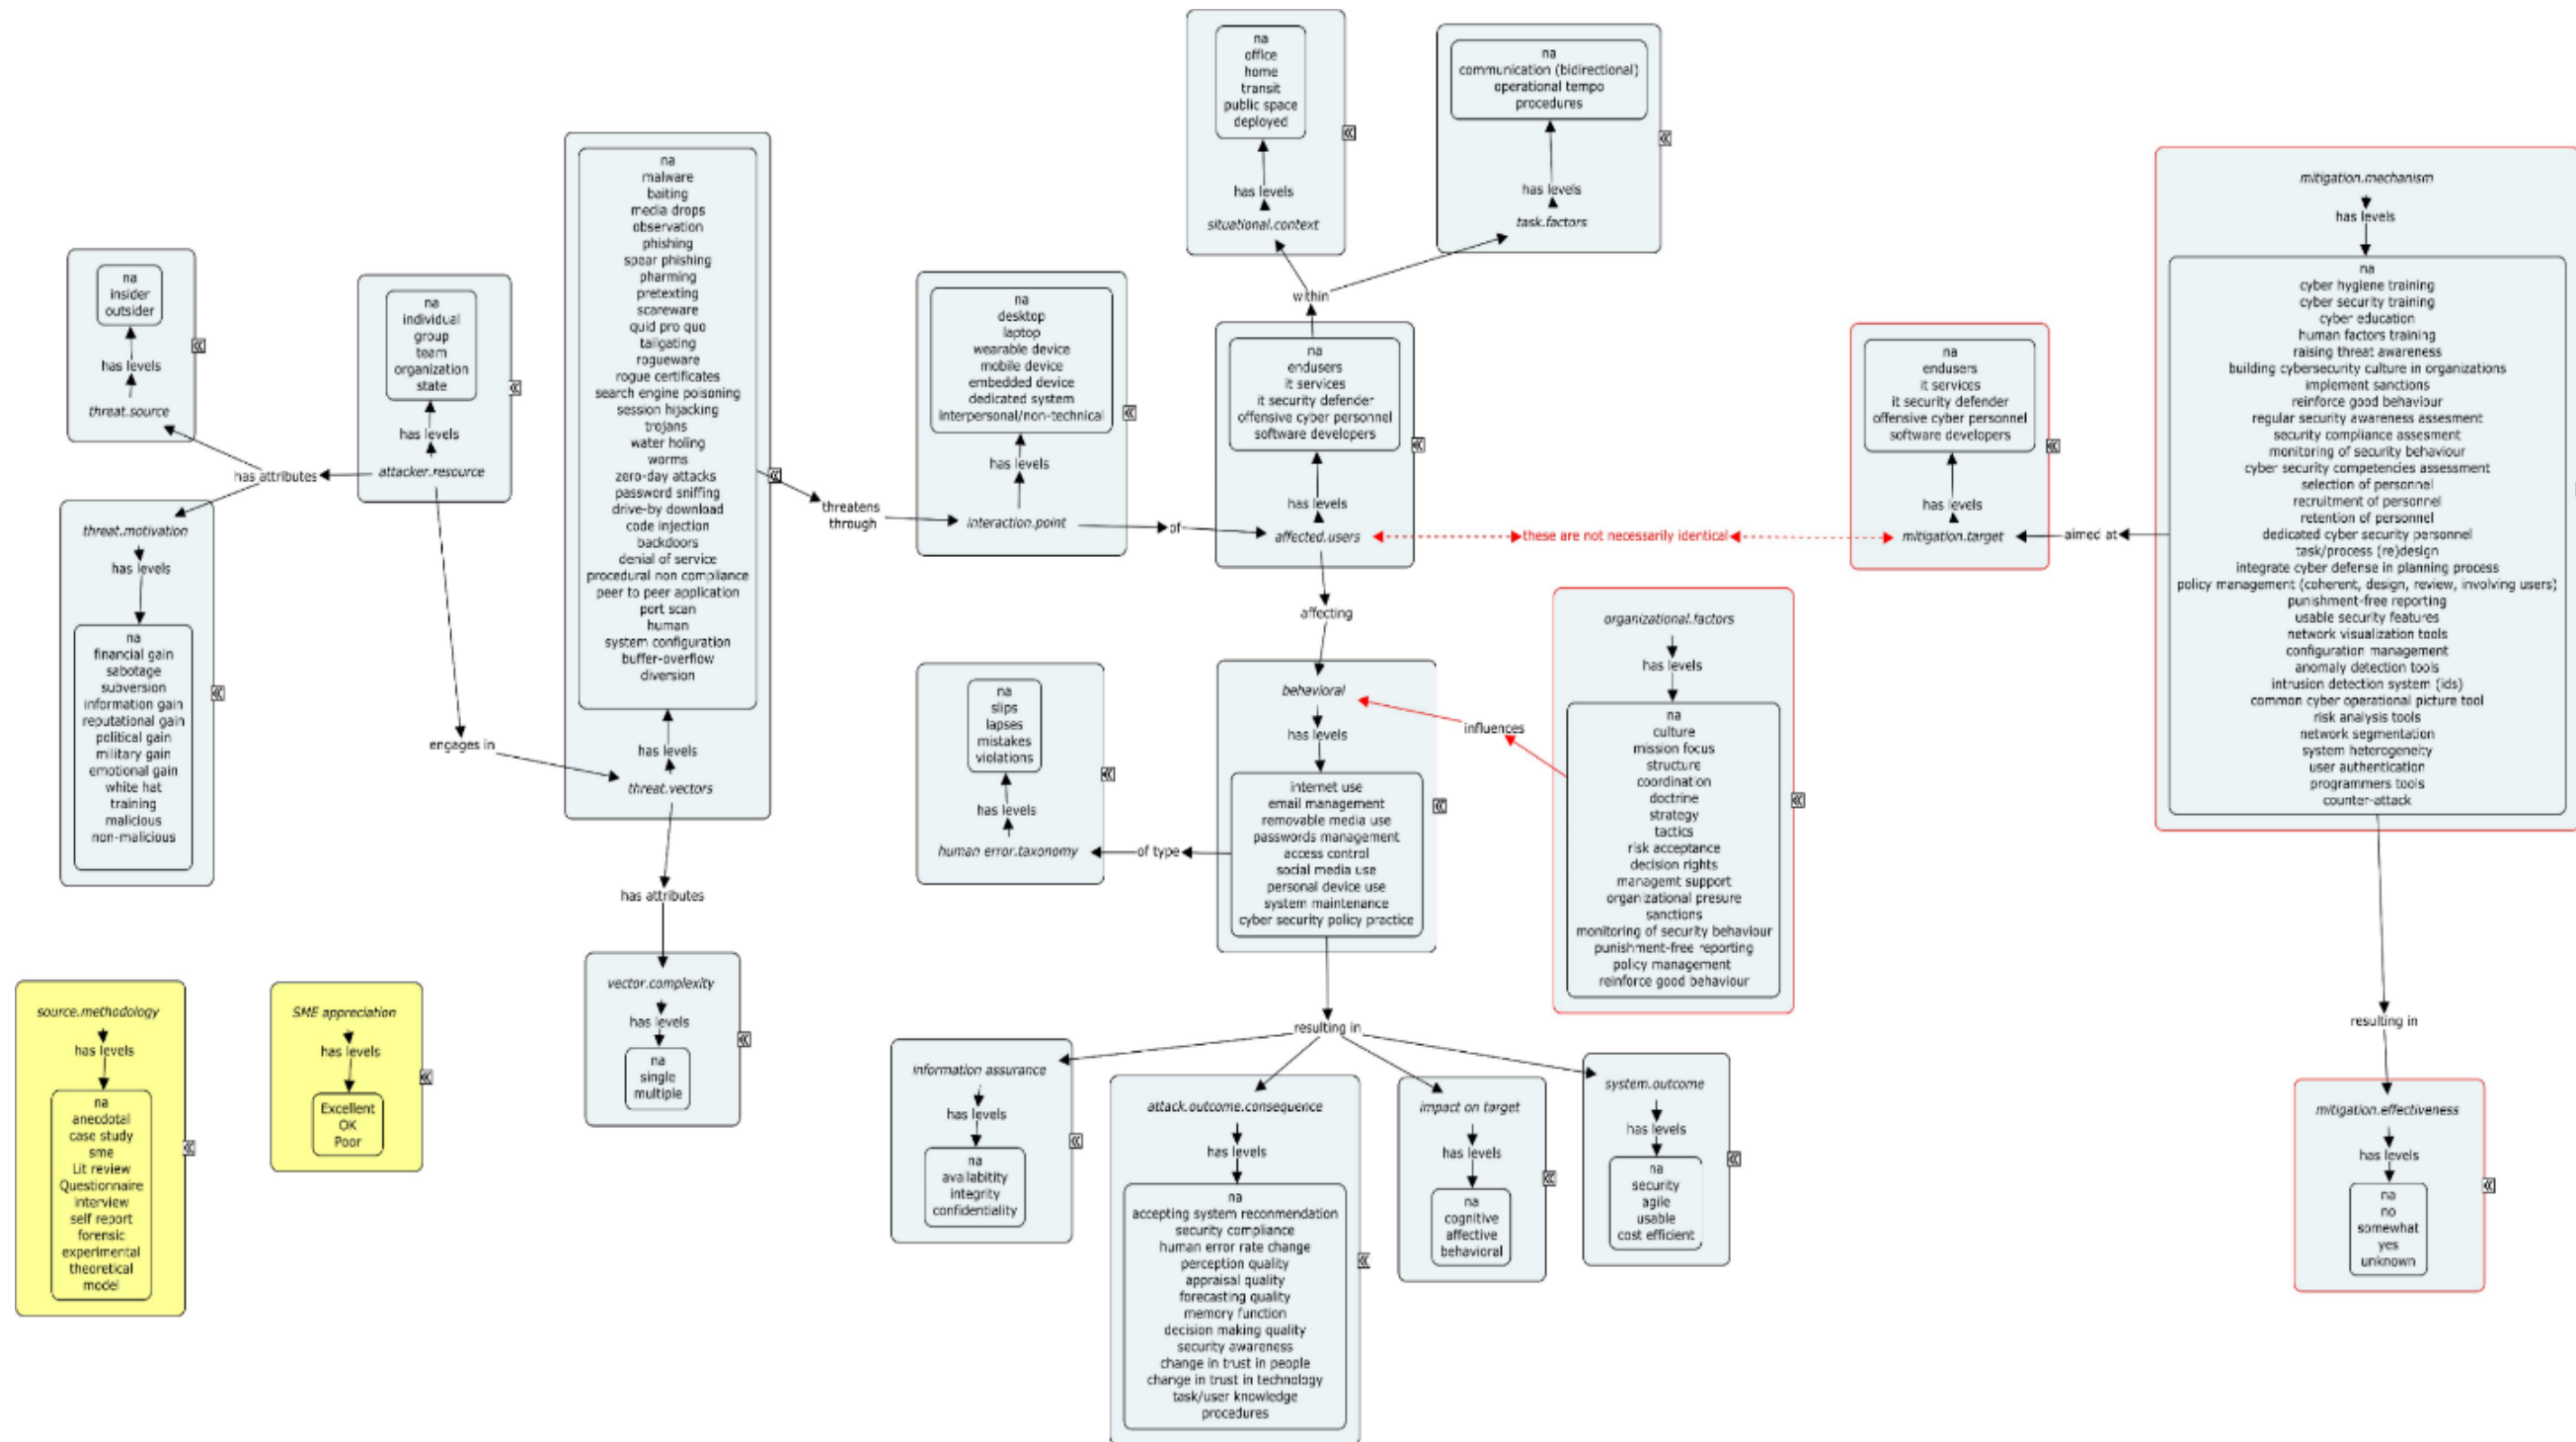 na
office
home
transit
public space
deployed
has levels
situational.context
na
communication (bidirectional)
operational tempo
procedures
has levels
task.factors
within
na
insider
outsider
has levels
threat.source
has attributes
na
individual
group
team
organization
state
has levels
attacker.resource
threat.motivation
has levels
na
financial gain
sabotage
subversion
information gain
reputational gain
political gain
military gain
emotional gain
white hat
training
malicious
non-malicious
engages in
na
malware
baiting
media drops
observation
phishing
spear phishing
pharming
pretexting
scareware
quid pro quo
tailgating
rogueware
rogue certificates
search engine poisoning
session hijacking
trojans
water holing
worms
zero-day attacks
password sniffing
drive-by download
code injection
backdoors
denial of service
procedural non compliance
peer to peer application
port scan
human
system configuration
buffer-overflow
diversion
has levels
threat.vectors
has attributes
vector.complexity
has levels
na
single
multiple
threatens
through
na
desktop
laptop
wearable device
mobile device
embedded device
dedicated system
interpersonal/non-technical
has levels
interaction.point
of
na
endusers
it services
it security defender
offensive cyber personnel
software developers
has levels
affected.users
these are not necessarily identical
na
endusers
it services
it security defender
offensive cyber personnel
software developers
has levels
mitigation.target
aimed at
mitigation.mechanism
has levels
na
cyber hygiene training
cyber security training
cyber education
human factors training
raising threat awareness
building cybersecurity culture in organizations
implement sanctions
reinforce good behaviour
regular security awareness assesment
security compliance assesment
monitoring of security behaviour
cyber security competencies assessment
selection of personnel
recruitment of personnel
retention of personnel
dedicated cyber security personnel
task/process (re)design
integrate cyber defense in planning process
policy management (coherent, design, review, involving users)
punishment-free reporting
usable security features
network visualization tools
configuration management
anomaly detection tools
intrusion detection system (ids)
common cyber operational picture tool
risk analysis tools
network segmentation
system heterogeneity
user authentication
programmers tools
counter-attack
resulting in
mitigation.effectiveness
has levels
na
no
somewhat
yes
unknown
affecting
behavioral
has levels
internet use
email management
removable media use
passwords management
access control
social media use
personal device use
system maintenance
cyber security policy practice
influences
organizational.factors
has levels
na
culture
mission focus
structure
coordination
doctrine
strategy
tactics
risk acceptance
decision rights
managemt support
organizational presure
sanctions
monitoring of security behaviour
punishment-free reporting
policy management
reinforce good behaviour
of type
na
slips
lapses
mistakes
violations
has levels
human error.taxonomy
resulting in
information assurance
has levels
na
availabitity
integrity
confidentiality
attack.outcome.consequence
has levels
na
accepting system recommendation
security compliance
human error rate change
perception quality
appraisal quality
forecasting quality
memory function
decision making quality
security awareness
change in trust in people
change in trust in technology
task/user knowledge
procedures
impact on target
has levels
na
cognitive
affective
behavioral
system.outcome
has levels
na
security
agile
usable
cost efficient
source.methodology
has levels
na
anecdotal
case study
sme
Lit review
Questionnaire
interview
self report
forensic
experimental
theoretical
model
SME appreciation
has levels
Excellent
OK
Poor